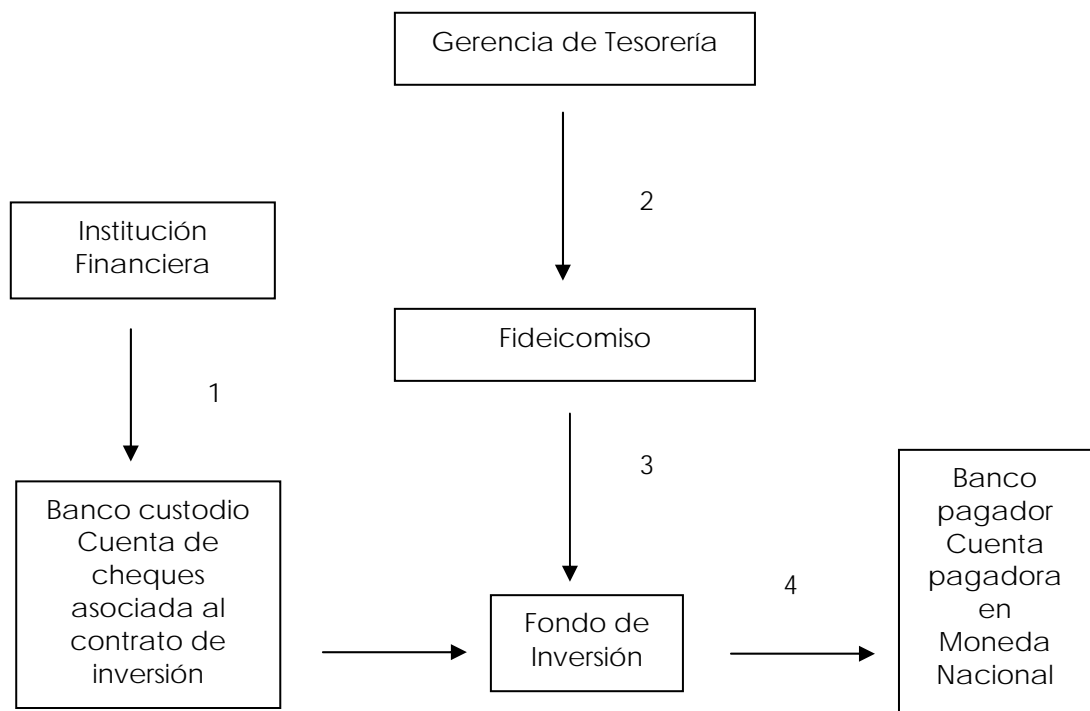 Gerencia de Tesorería
2
Institución
Financiera
Fideicomiso
1
3
Banco custodio
Cuenta de
cheques
asociada al
contrato de
inversión
Fondo de
Inversión
4
Banco
pagador
Cuenta
pagadora
en
Moneda
Nacional